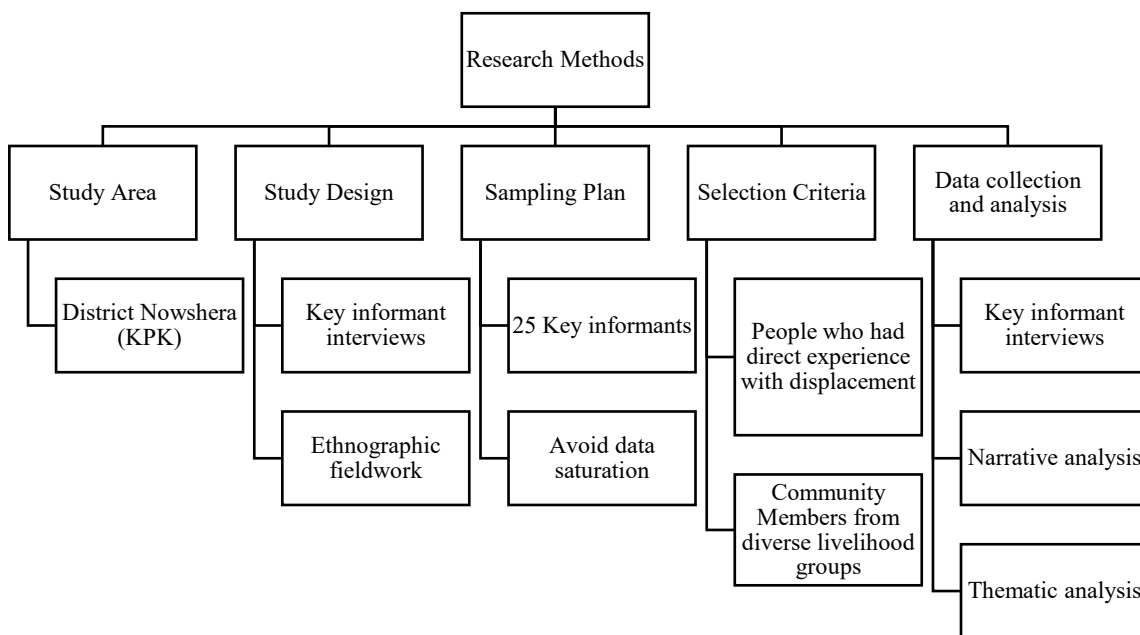 Research Methods
Study Area
District Nowshera
(KPK)
Study Design
Key informant
interviews
Ethnographic
fieldwork
Sampling Plan
25 Key informants
Avoid data
saturation
Selection Criteria
People who had
direct experience
with displacement
Community
Members from
diverse livelihood
groups
Data collection
and analysis
Key informant
interviews
Narrative analysis
Thematic analysis